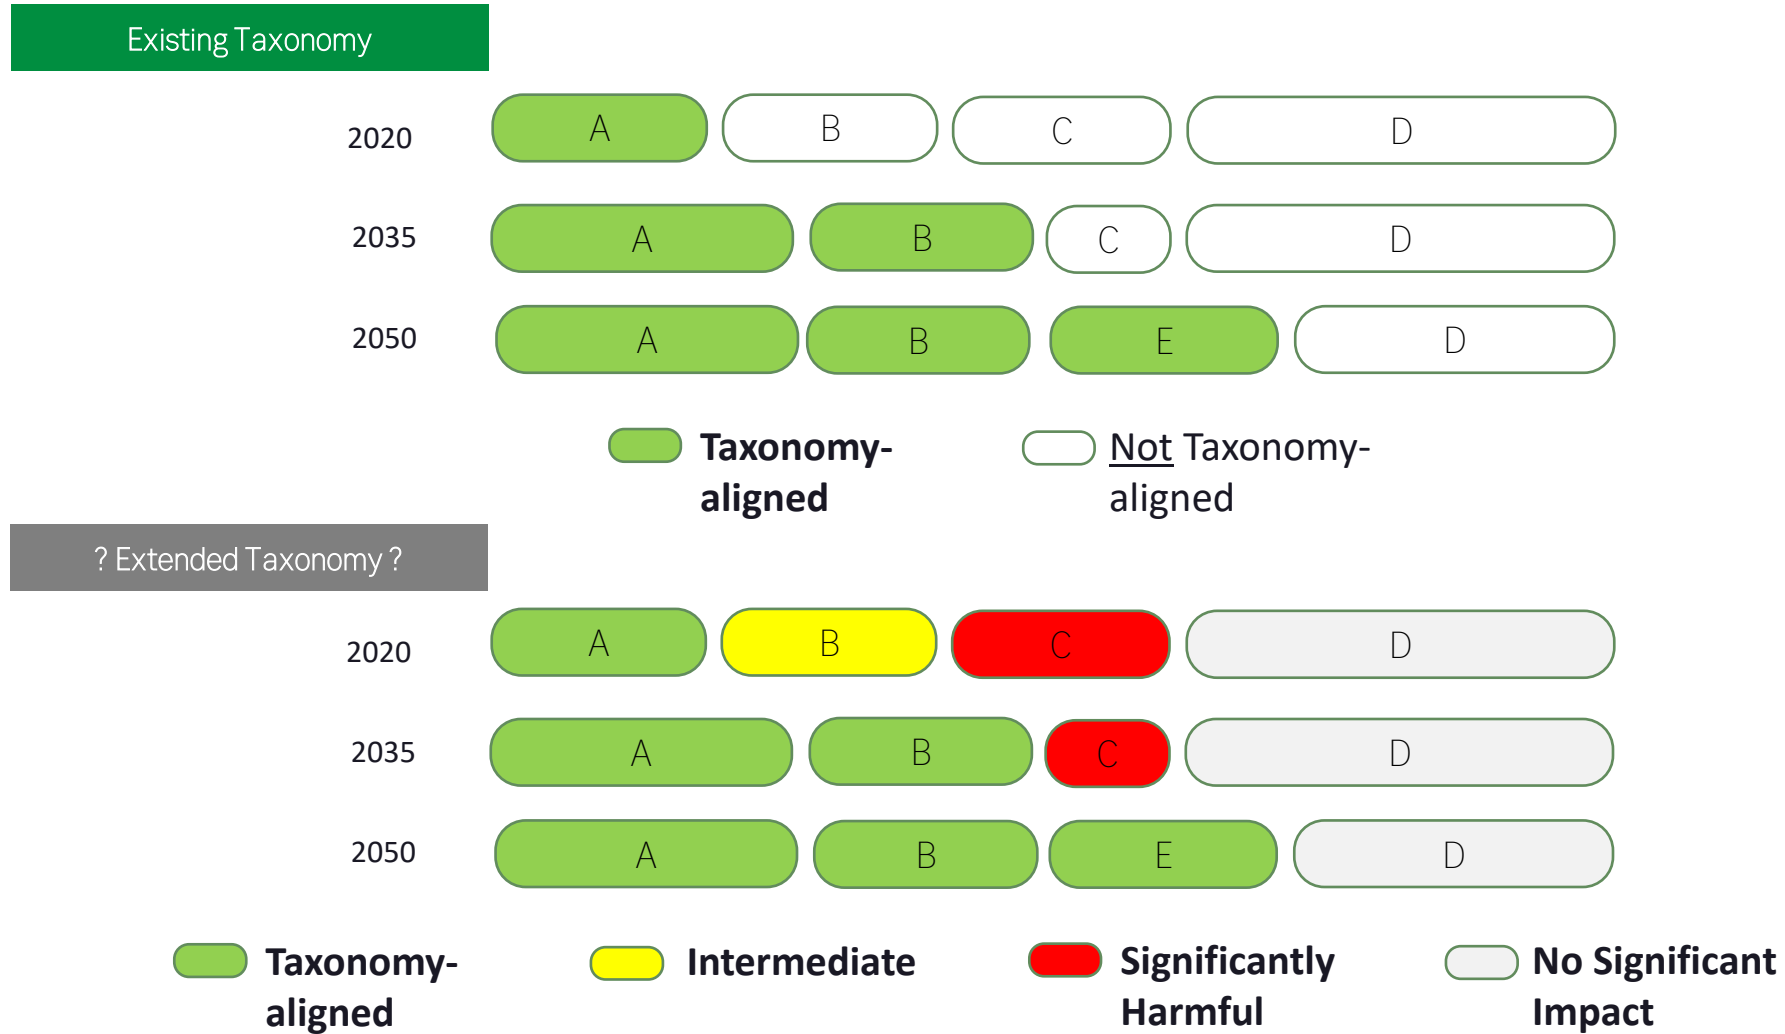 Existing Taxonomy
2020
A
B
C
D
2035
A
B
C
D
2050
A
B
E
D
Taxonomy-
aligned
Not Taxonomy-
aligned
? Extended Taxonomy ?
2020
A
B
C
D
2035
A
B
C
D
2050
A
B
E
D
Taxonomy-
aligned
Intermediate
Significantly
Harmful
No Significant
Impact